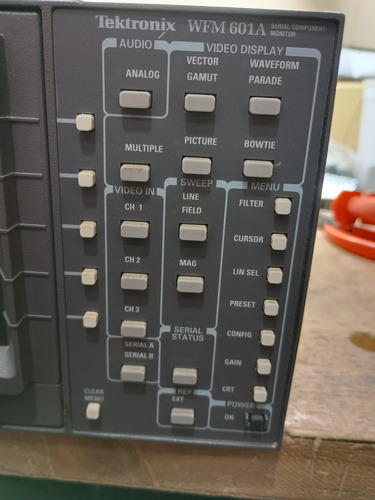 Tektronix WFM 601A SERIAL COMPONENT
MONITOR
AUDIO
VIDEO DISPLAY
ANALOG
VECTOR
GAMUT
WAVEFORM
PARADE
MULTIPLE
PICTURE
BOWTIE
VIDEO IN
SWEEP
MENU
CH 1
LINE
FIELD
FILTER
CURSOR
CH 2
MAG
LIN SEL
PRESET
CH 3
SERIAL
STATUS
CONFIG
SERIAL A
SERIAL B
GAIN
CRT
CLEAR
MENU
REF
EXT
POWER
ON